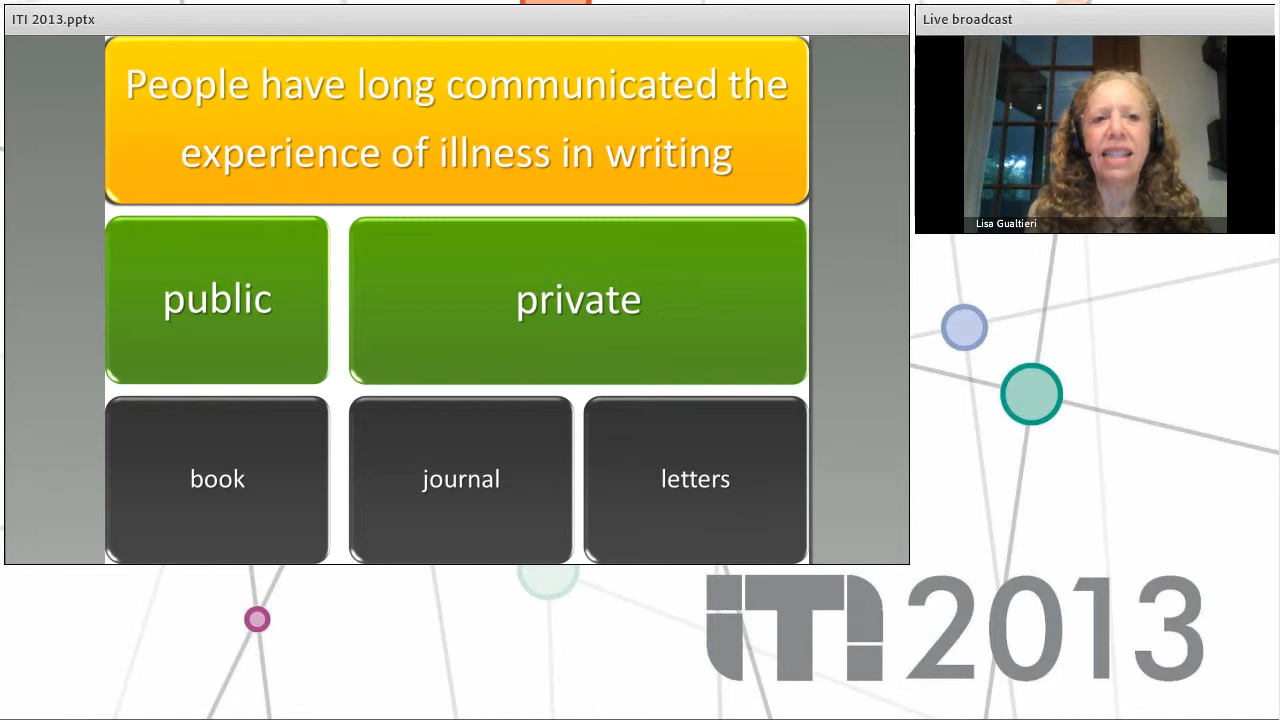 ITI 2013.pptx
People have long communicated the
experience of illness in writing
public
private
book
journal
letters
Live broadcast
Lisa Gualtieri
iTi 2013